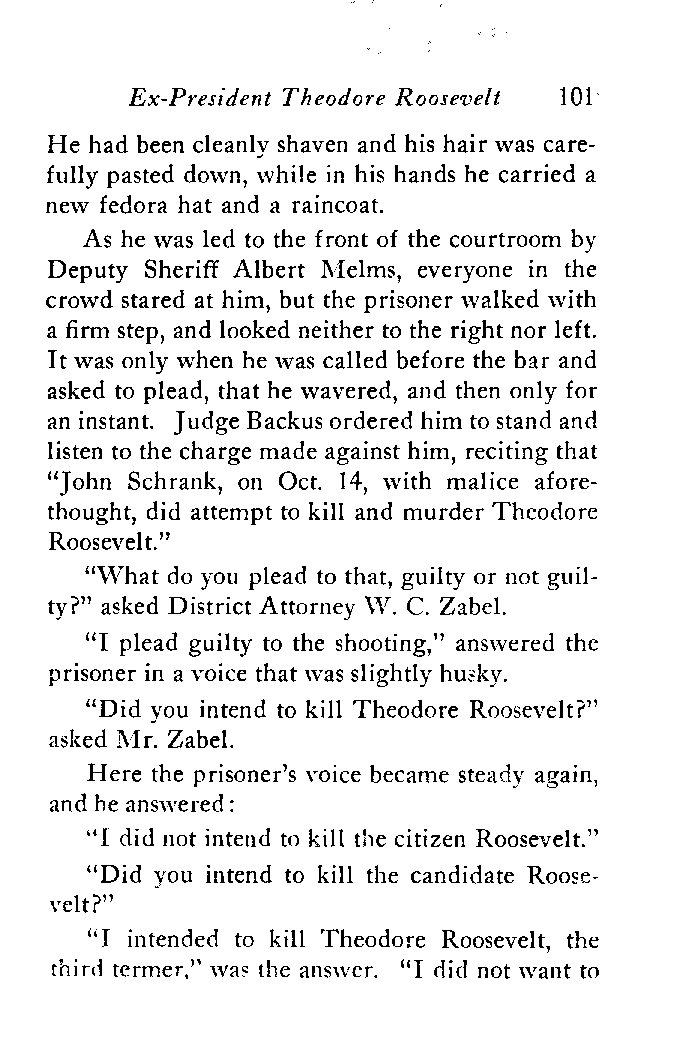 Ex-President Theodore Roosevelt 101
He had been cleanly shaven and his hair was care-
fully pasted down, while in his hands he carried a
new fedora hat and a raincoat.
As he was led to the front of the courtroom by
Deputy Sheriff Albert Melms, everyone in the
crowd stared at him, but the prisoner walked with
a firm step, and looked neither to the right nor left.
It was only when he was called before the bar and
asked to plead, that he wavered, and then only for
an instant. Judge Backus ordered him to stand and
listen to the charge made against him, reciting that
“John Schrank, on Oct. 14, with malice afore-
thought, did attempt to kill and murder Theodore
Roosevelt.”
“What do you plead to that, guilty or not guil-
ty?” asked District Attorney W. C. Zabel.
“I plead guilty to the shooting,” answered the
prisoner in a voice that was slightly husky.
“Did you intend to kill Theodore Roosevelt?”
asked Mr. Zabel.
Here the prisoner’s voice became steady again,
and he answered:
“I did not intend to kill the citizen Roosevelt.”
“Did you intend to kill the candidate Roose-
velt?”
“I intended to kill Theodore Roosevelt, the
third termer,” was the answer. “I did not want to